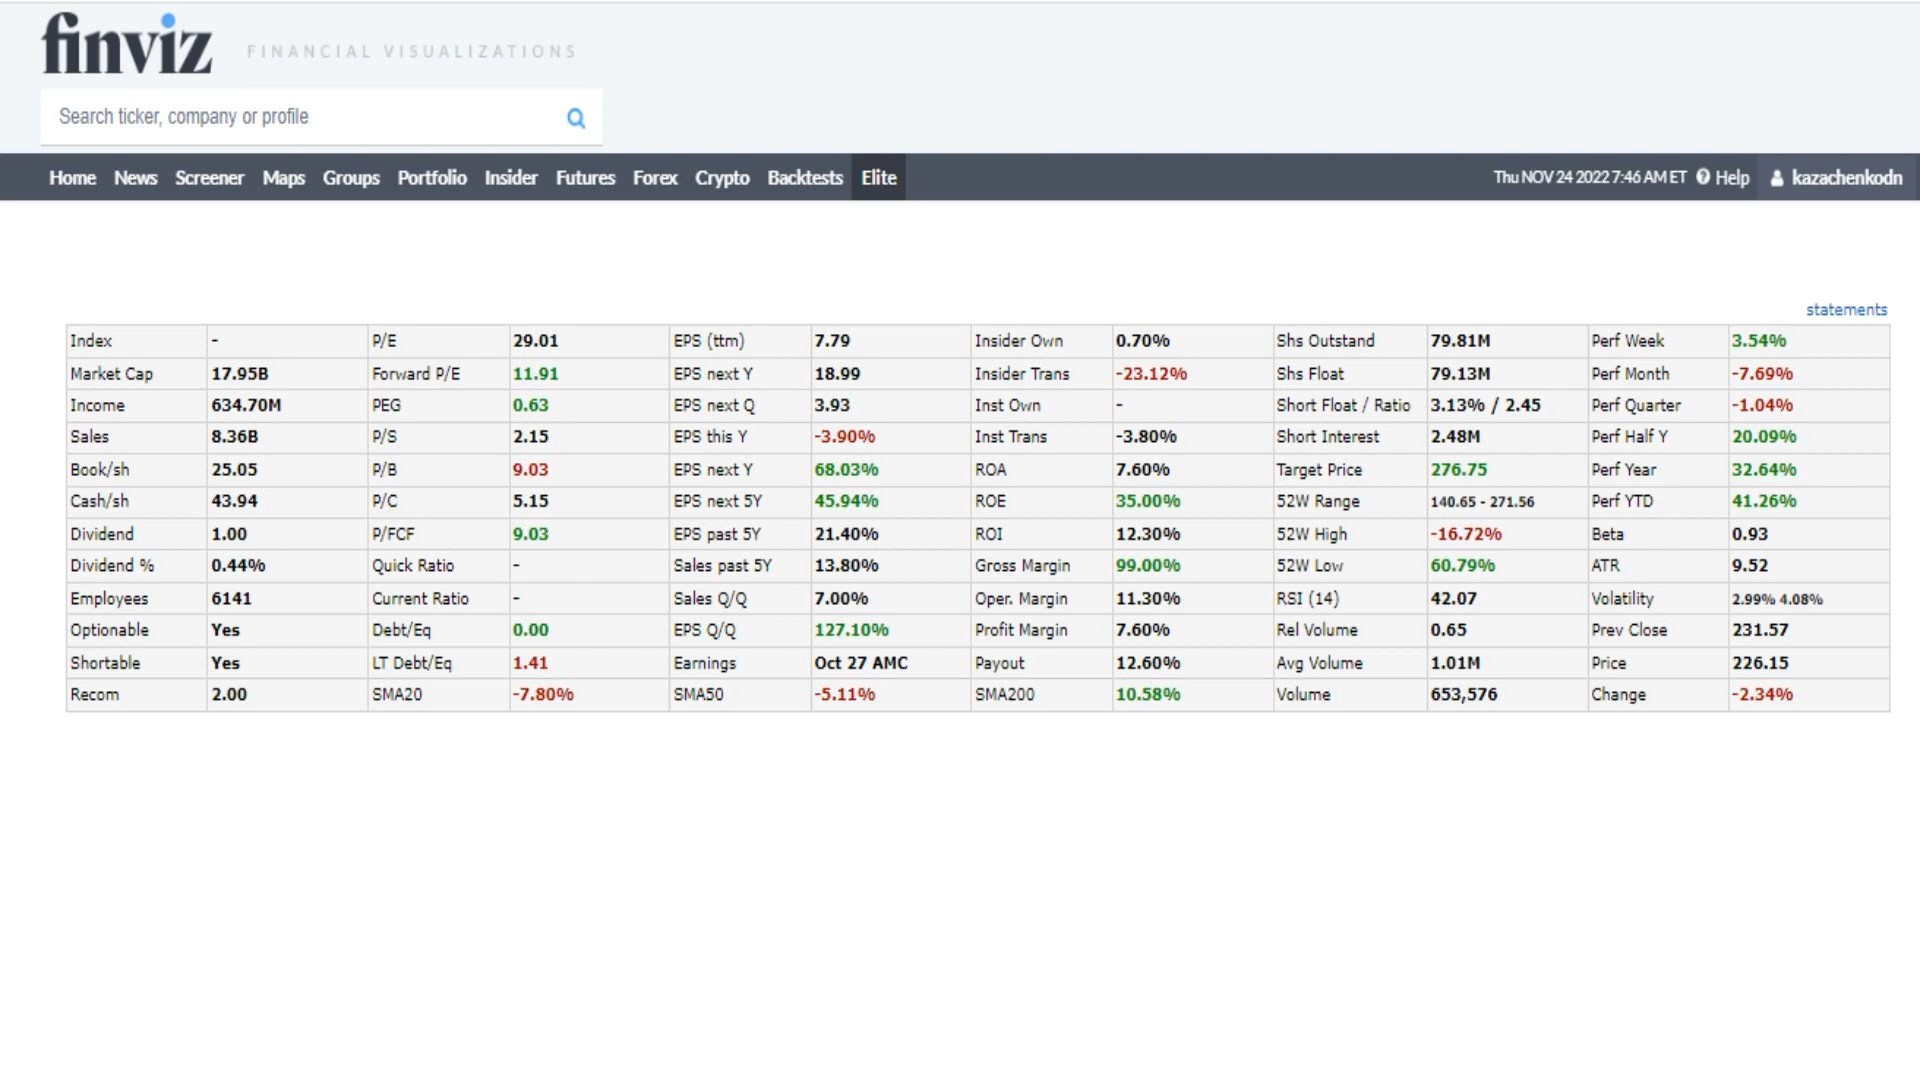 finviz FINANCIAL VISUALIZATIONS
Search ticker, company or profile
Home News Screener Maps Groups Portfolio Insider Futures Forex Crypto Backtests Elite Thu NOV 24 2022 7:46 AM ET Help kazachenkodn
statements
Index - P/E 29.01 EPS (ttm) 7.79 Insider Own 0.70% Shs Outstand 79.81M Perf Week 3.54%
Market Cap 17.95B Forward P/E 11.91 EPS next Y 18.99 Insider Trans -23.12% Shs Float 79.13M Perf Month -7.69%
Income 634.70M PEG 0.63 EPS next Q 3.93 Inst Own - Short Float / Ratio 3.13% / 2.45 Perf Quarter -1.04%
Sales 8.36B P/S 2.15 EPS this Y -3.90% Inst Trans -3.80% Short Interest 2.48M Perf Half Y 20.09%
Book/sh 25.05 P/B 9.03 EPS next Y 68.03% ROA 7.60% Target Price 276.75 Perf Year 32.64%
Cash/sh 43.94 P/C 5.15 EPS next 5Y 45.94% ROE 35.00% 52W Range 140.65 - 271.56 Perf YTD 41.26%
Dividend 1.00 P/FCF 9.03 EPS past 5Y 21.40% ROI 12.30% 52W High -16.72% Beta 0.93
Dividend % 0.44% Quick Ratio - Sales past 5Y 13.80% Gross Margin 99.00% 52W Low 60.79% ATR 9.52
Employees 6141 Current Ratio - Sales Q/Q 7.00% Oper. Margin 11.30% RSI (14) 42.07 Volatility 2.99% 4.08%
Optionable Yes Debt/Eq 0.00 EPS Q/Q 127.10% Profit Margin 7.60% Rel Volume 0.65 Prev Close 231.57
Shortable Yes LT Debt/Eq 1.41 Earnings Oct 27 AMC Payout 12.60% Avg Volume 1.01M Price 226.15
Recom 2.00 SMA20 -7.80% SMA50 -5.11% SMA200 10.58% Volume 653,576 Change -2.34%